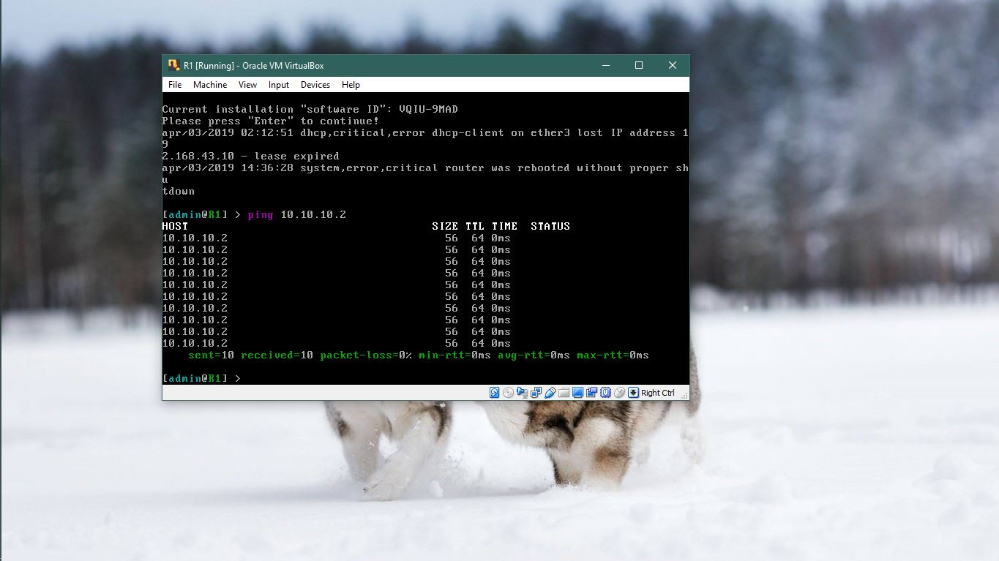 R1 [Running] - Oracle VM VirtualBox
File Machine View Input Devices Help
Current installation "software ID": VQIU-9MAD
Please press "Enter" to continue!
apr/03/2019 02:12:51 dhcp,critical,error dhcp-client on ether3 lost IP address 1
9
2.168.43.10 - lease expired
apr/03/2019 14:36:28 system,error,critical router was rebooted without proper sh
u
tdown
[admin@R1] > ping 10.10.10.2
HOST SIZE TTL TIME STATUS
10.10.10.2 56 64 0ms
10.10.10.2 56 64 0ms
10.10.10.2 56 64 0ms
10.10.10.2 56 64 0ms
10.10.10.2 56 64 0ms
10.10.10.2 56 64 0ms
10.10.10.2 56 64 0ms
10.10.10.2 56 64 0ms
10.10.10.2 56 64 0ms
10.10.10.2 56 64 0ms
sent=10 received=10 packet-loss=0% min-rtt=0ms avg-rtt=0ms max-rtt=0ms
[admin@R1] >
Right Ctrl